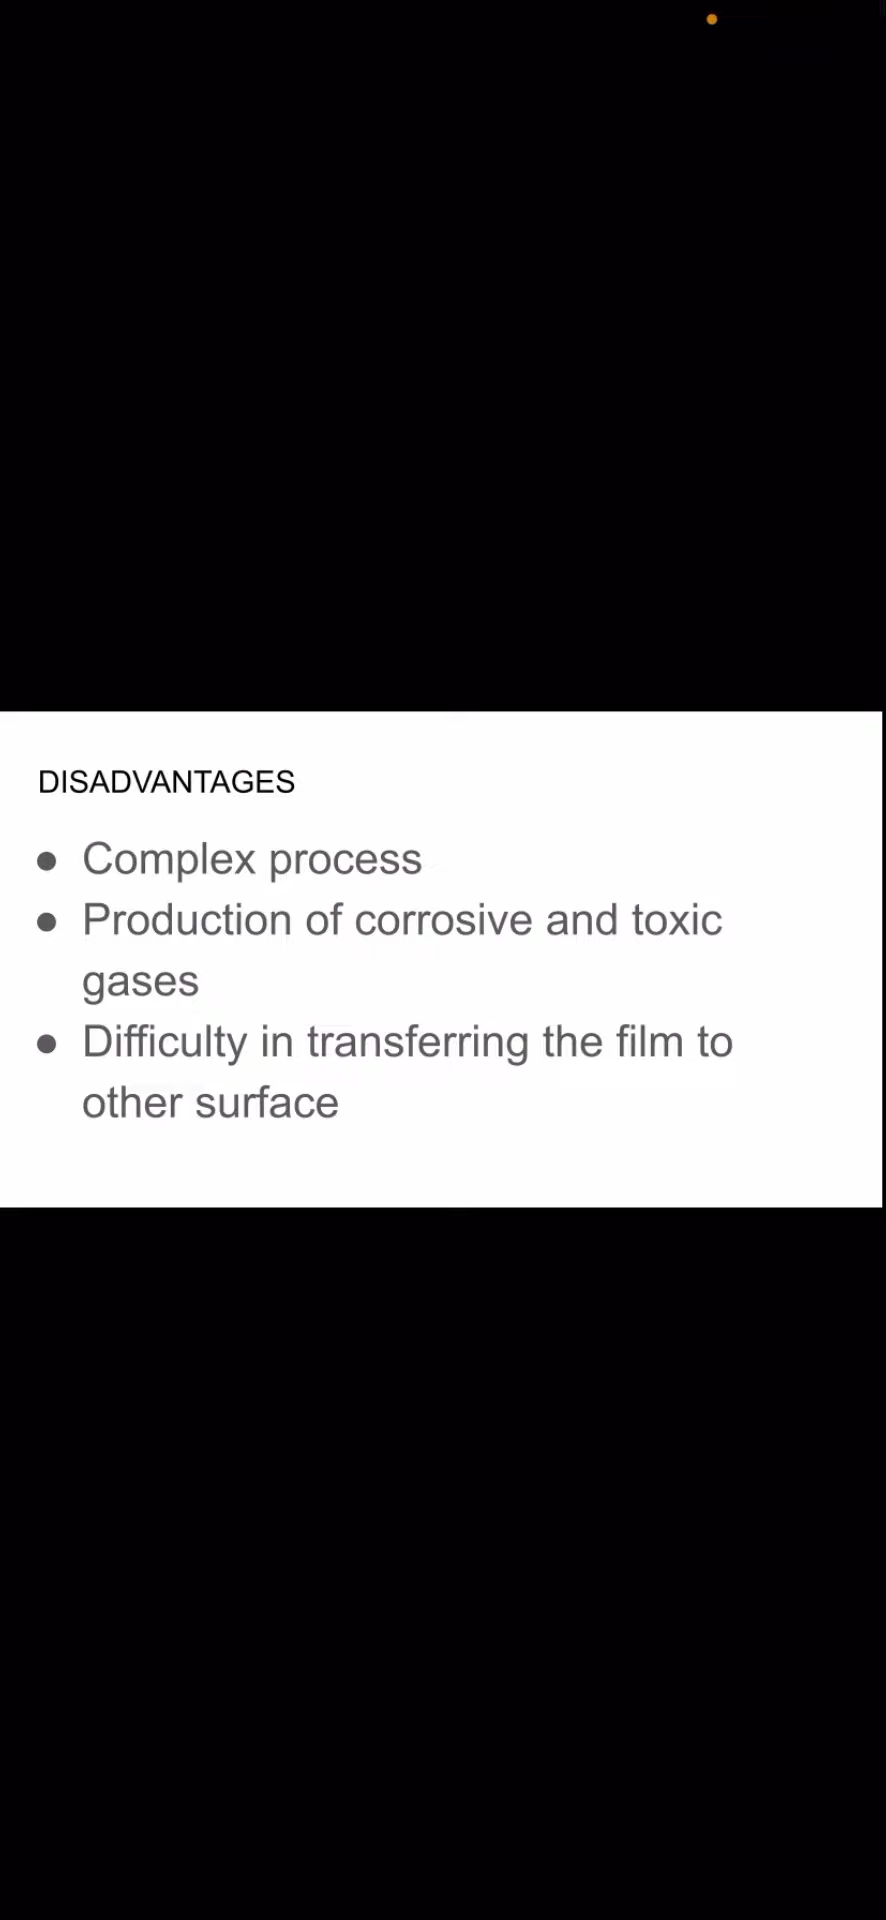 DISADVANTAGES
● Complex process
● Production of corrosive and toxic
gases
● Difficulty in transferring the film to
other surface